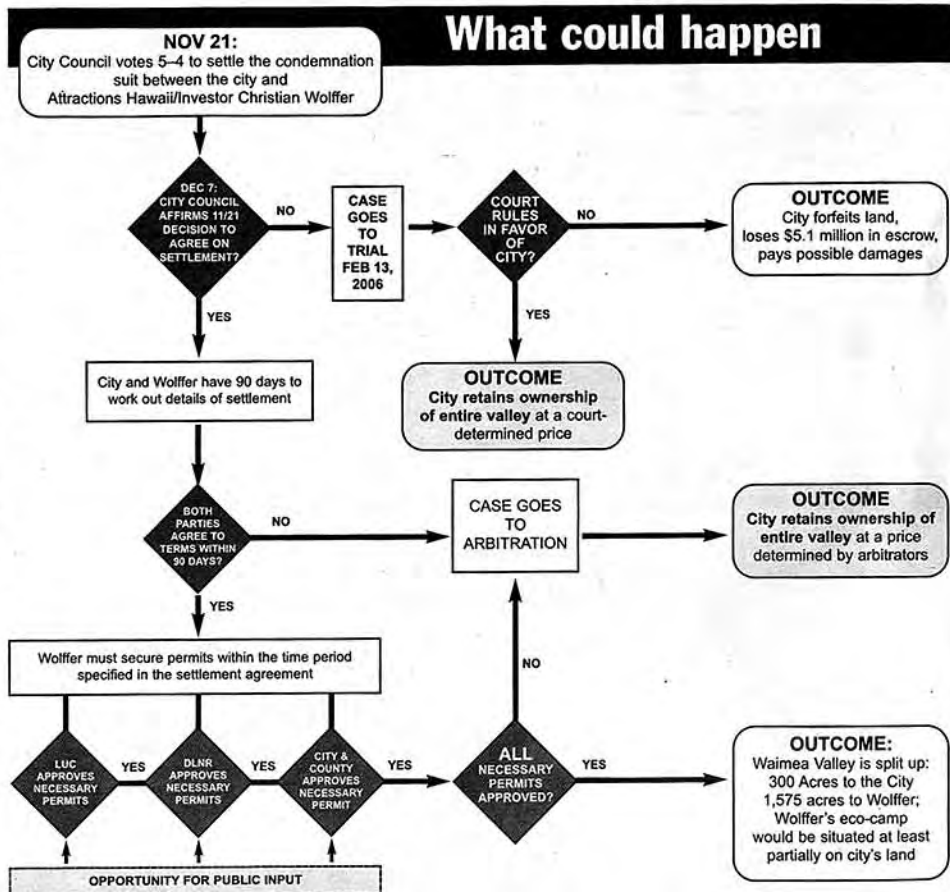 What could happen
NOV 21:
City Council votes 5–4 to settle the condemnation
suit between the city and
Attractions Hawaii/Investor Christian Wolffer
DEC 7:
CITY COUNCIL
AFFIRMS 11/21
DECISION TO
AGREE ON
SETTLEMENT?
NO
CASE
GOES
TO
TRIAL
FEB 13,
2006
COURT
RULES
IN FAVOR
OF
CITY?
NO
OUTCOME
City forfeits land,
loses $5.1 million in escrow,
pays possible damages
YES
YES
City and Wolffer have 90 days to
work out details of settlement
OUTCOME
City retains ownership
of entire valley at a court-
determined price
BOTH
PARTIES
AGREE TO
TERMS WITHIN
90 DAYS?
NO
CASE GOES
TO
ARBITRATION
OUTCOME
City retains ownership of
entire valley at a price
determined by arbitrators
YES
Wolffer must secure permits within the time period
specified in the settlement agreement
NO
LUC
APPROVES
NECESSARY
PERMITS
YES
DLNR
APPROVES
NECESSARY
PERMITS
YES
CITY &
COUNTY
APPROVES
NECESSARY
PERMIT
YES
ALL
NECESSARY
PERMITS
APPROVED?
YES
OUTCOME:
Waimea Valley is split up:
300 Acres to the City
1,575 acres to Wolffer;
Wolffer's eco-camp
would be situated at least
partially on city's land
OPPORTUNITY FOR PUBLIC INPUT